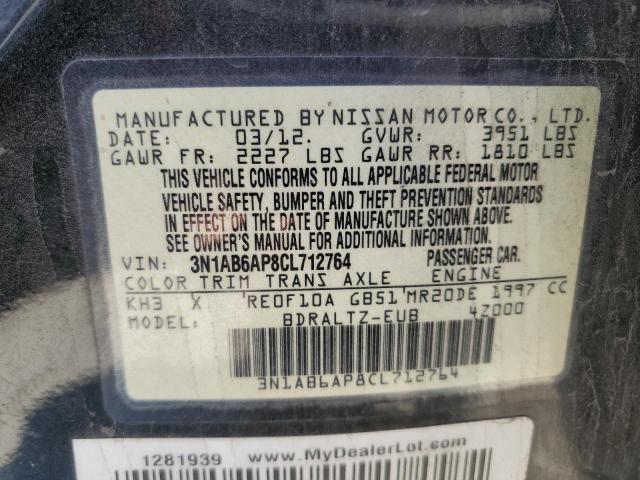 MANUFACTURED BY NISSAN MOTOR CO., LTD.
DATE: 03/12. GVWR: 3951 LBS
GAWR FR: 2227 LBS GAWR RR: 1810 LBS
THIS VEHICLE CONFORMS TO ALL APPLICABLE FEDERAL MOTOR
VEHICLE SAFETY, BUMPER AND THEFT PREVENTION STANDARDS
IN EFFECT ON THE DATE OF MANUFACTURE SHOWN ABOVE.
SEE OWNER'S MANUAL FOR ADDITIONAL INFORMATION.
VIN: 3N1AB6AP8CL712764 PASSENGER CAR.
COLOR TRIM TRANS AXLE ENGINE
KH3 X 'RE0F10A GB51'MR20DE 1997 CC
MODEL: BDRALTZ-EUB 4Z000
3N1AB6AP8CL712764
1281939 www.MyDealerLot.com